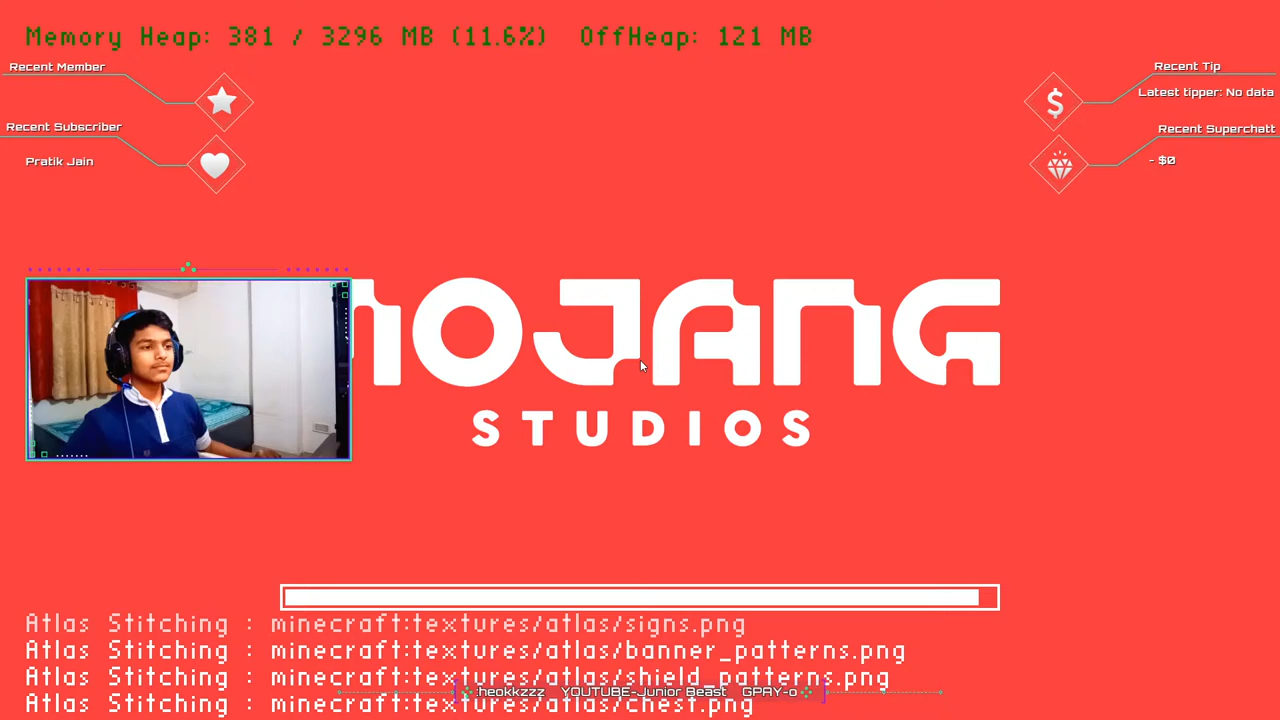 Memory Heap: 381 / 3296 MB (11.6%) OffHeap: 121 MB
Recent Member
Recent Subscriber
Pratik Jain
Recent Tip
Latest tipper: No data
Recent Superchatt
- $0
MOJANG
STUDIOS
Atlas Stitching : minecraft:textures/atlas/signs.png
Atlas Stitching : minecraft:textures/atlas/banner_patterns.png
Atlas Stitching : minecraft:textures/atlas/shield_patterns.png
:heokkzzz YOUTUBE-Junior Beast GPAY-o
Atlas Stitching : minecraft:textures/atlas/chest.png